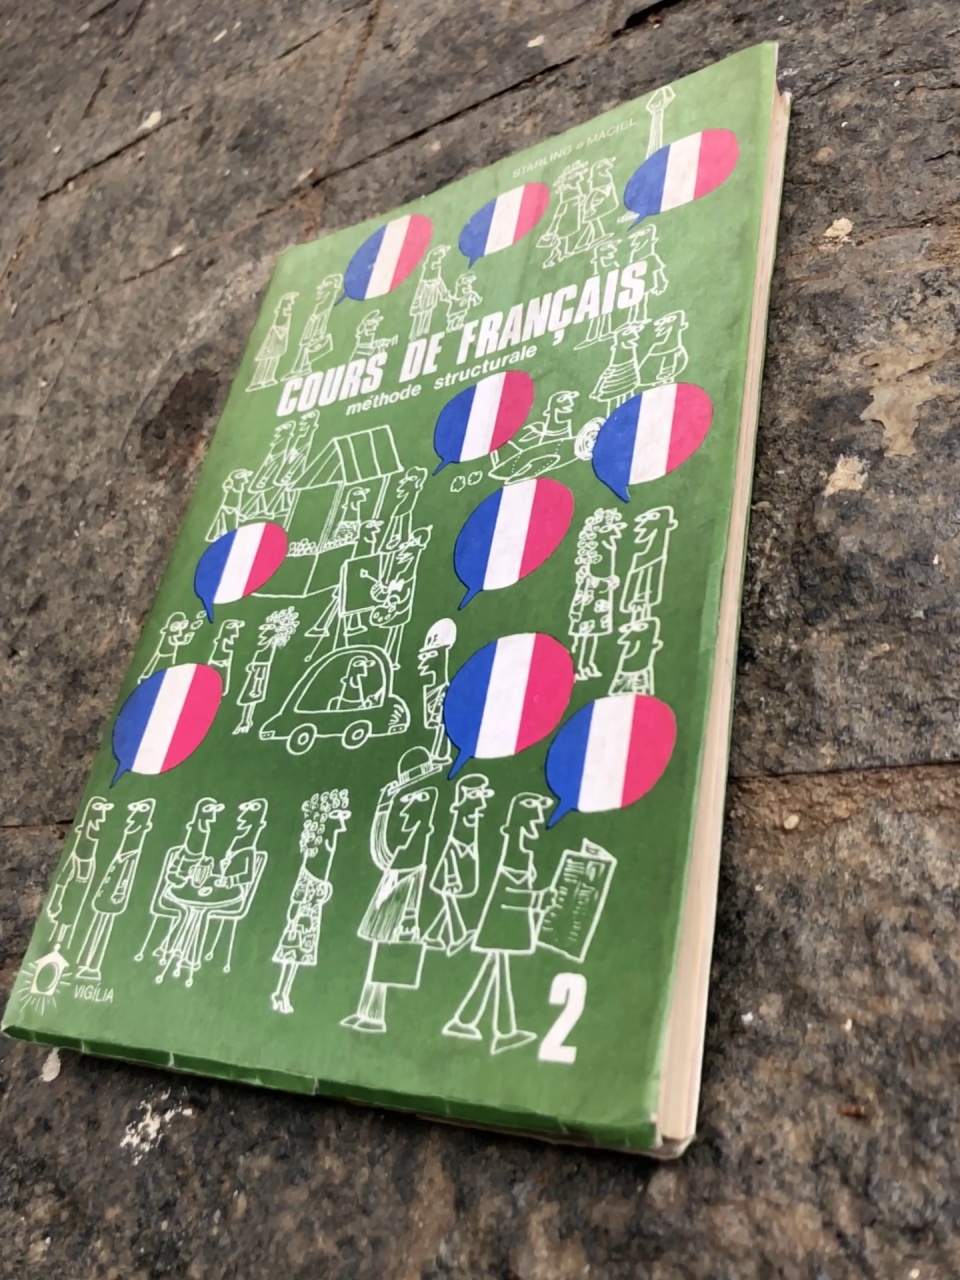 STARLING e MACIEL
COURS DE FRANÇAIS
méthode structurale
VIGÍLIA
2